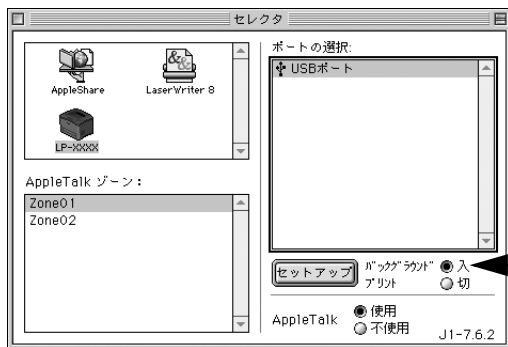 セレクタ
AppleShare
LaserWriter 8
LP-XXXX
AppleTalk ゾーン：
Zone01
Zone02
ポートの選択:
USBポート
セットアップ
ﾊﾞｯｸｸﾞﾗｳﾝﾄﾞ
ﾌﾟﾘﾝﾄ
入
切
AppleTalk
使用
不使用
J1-7.6.2